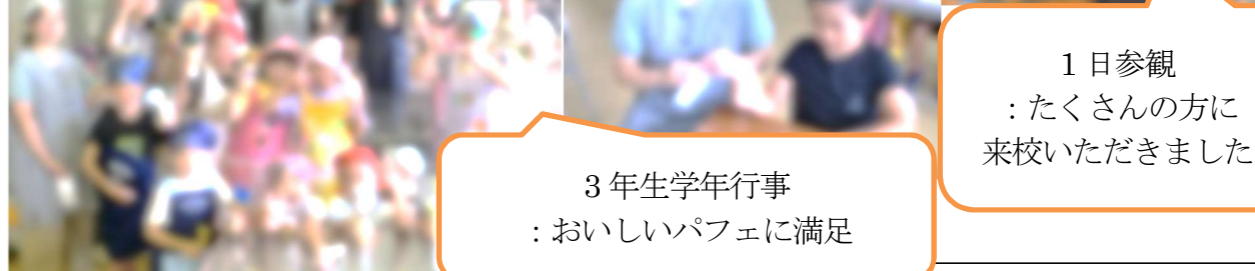 1日参観
：たくさんの方に
来校いただきました
3年生学年行事
：おいしいパフェに満足